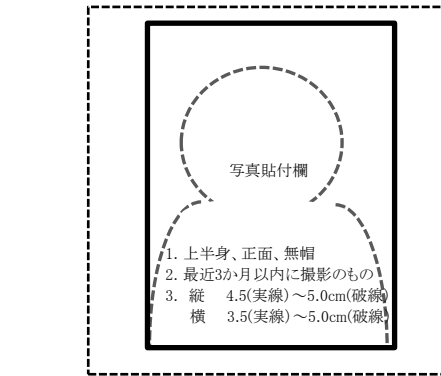 写真貼付欄
1. 上半身、正面、無帽
2. 最近3か月以内に撮影のもの
3. 縦　4.5(実線)～5.0cm(破線)
横　3.5(実線)～5.0cm(破線)